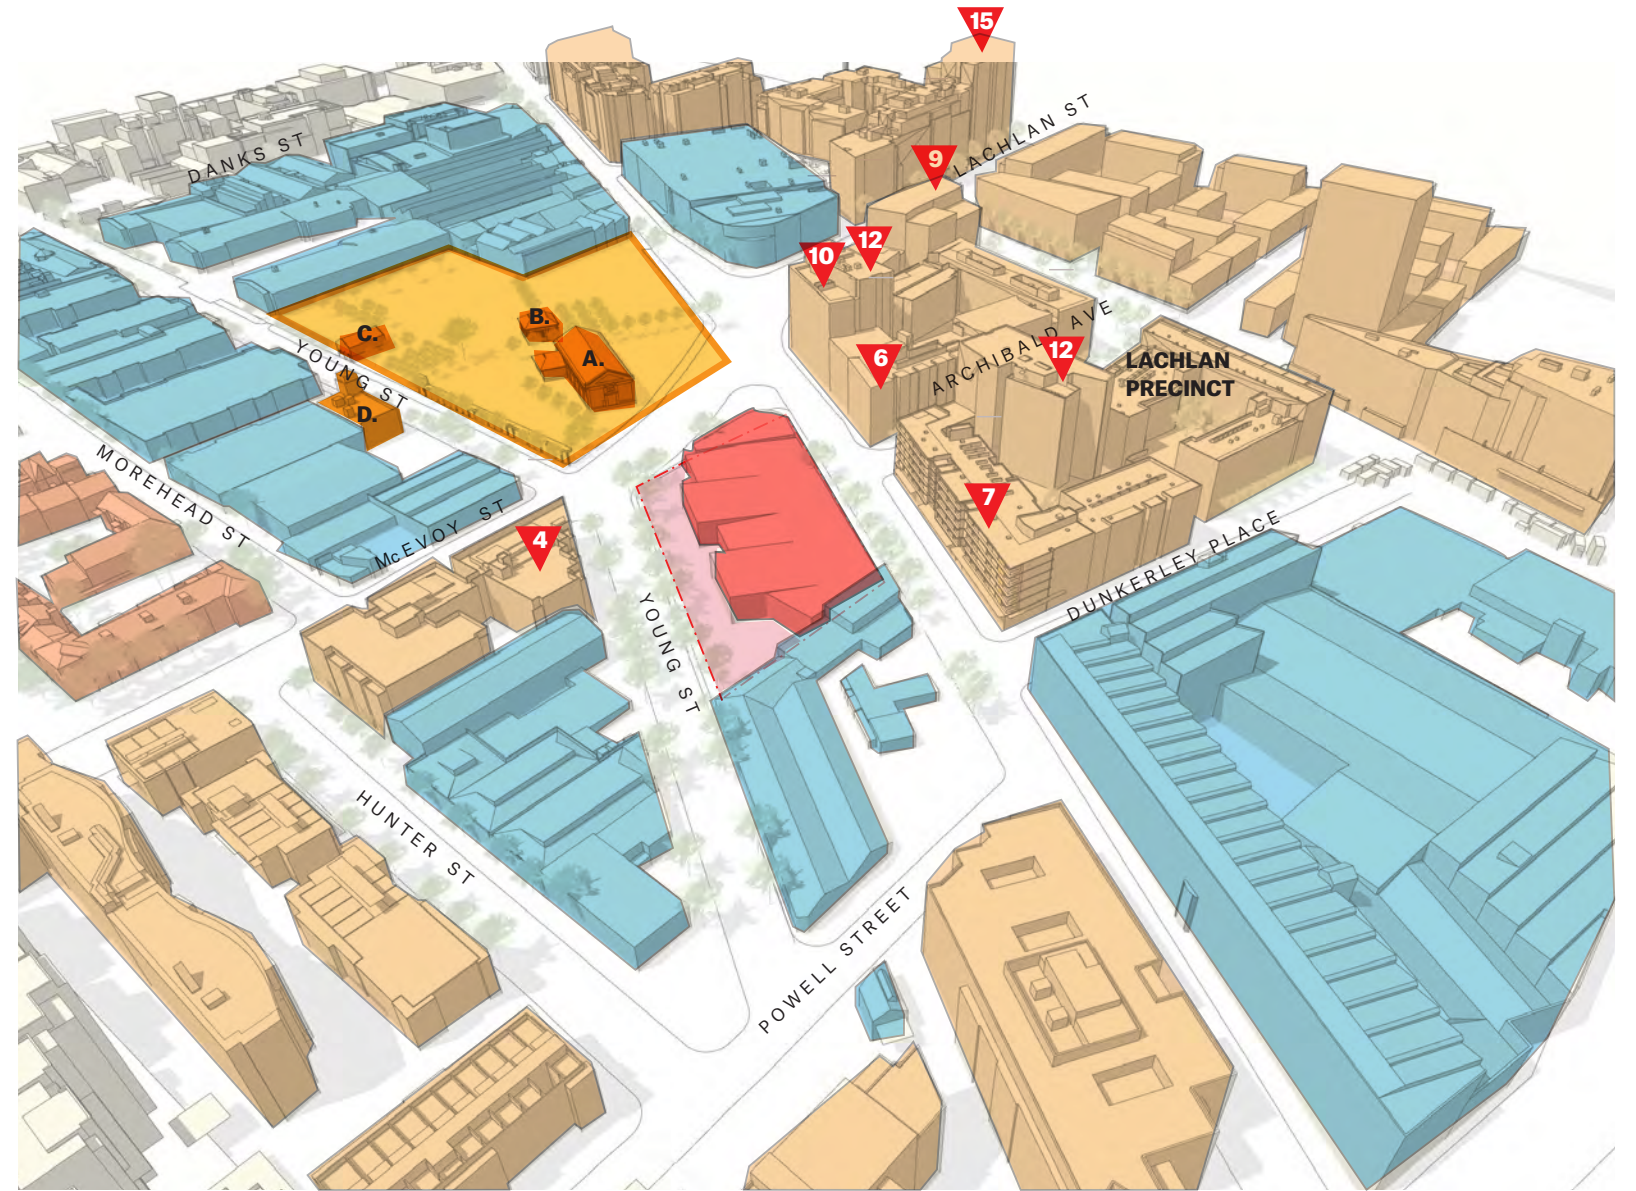 15
LACHLAN ST
DANKS ST
9
12
10
B.
C.
A.
YOUNG ST
D.
6
ARCHIBALD AVE
12
LACHLAN
PRECINCT
MOREHEAD ST
McEVOY ST
4
7
DUNKERLEY PLACE
YOUNG ST
HUNTER ST
POWELL STREET